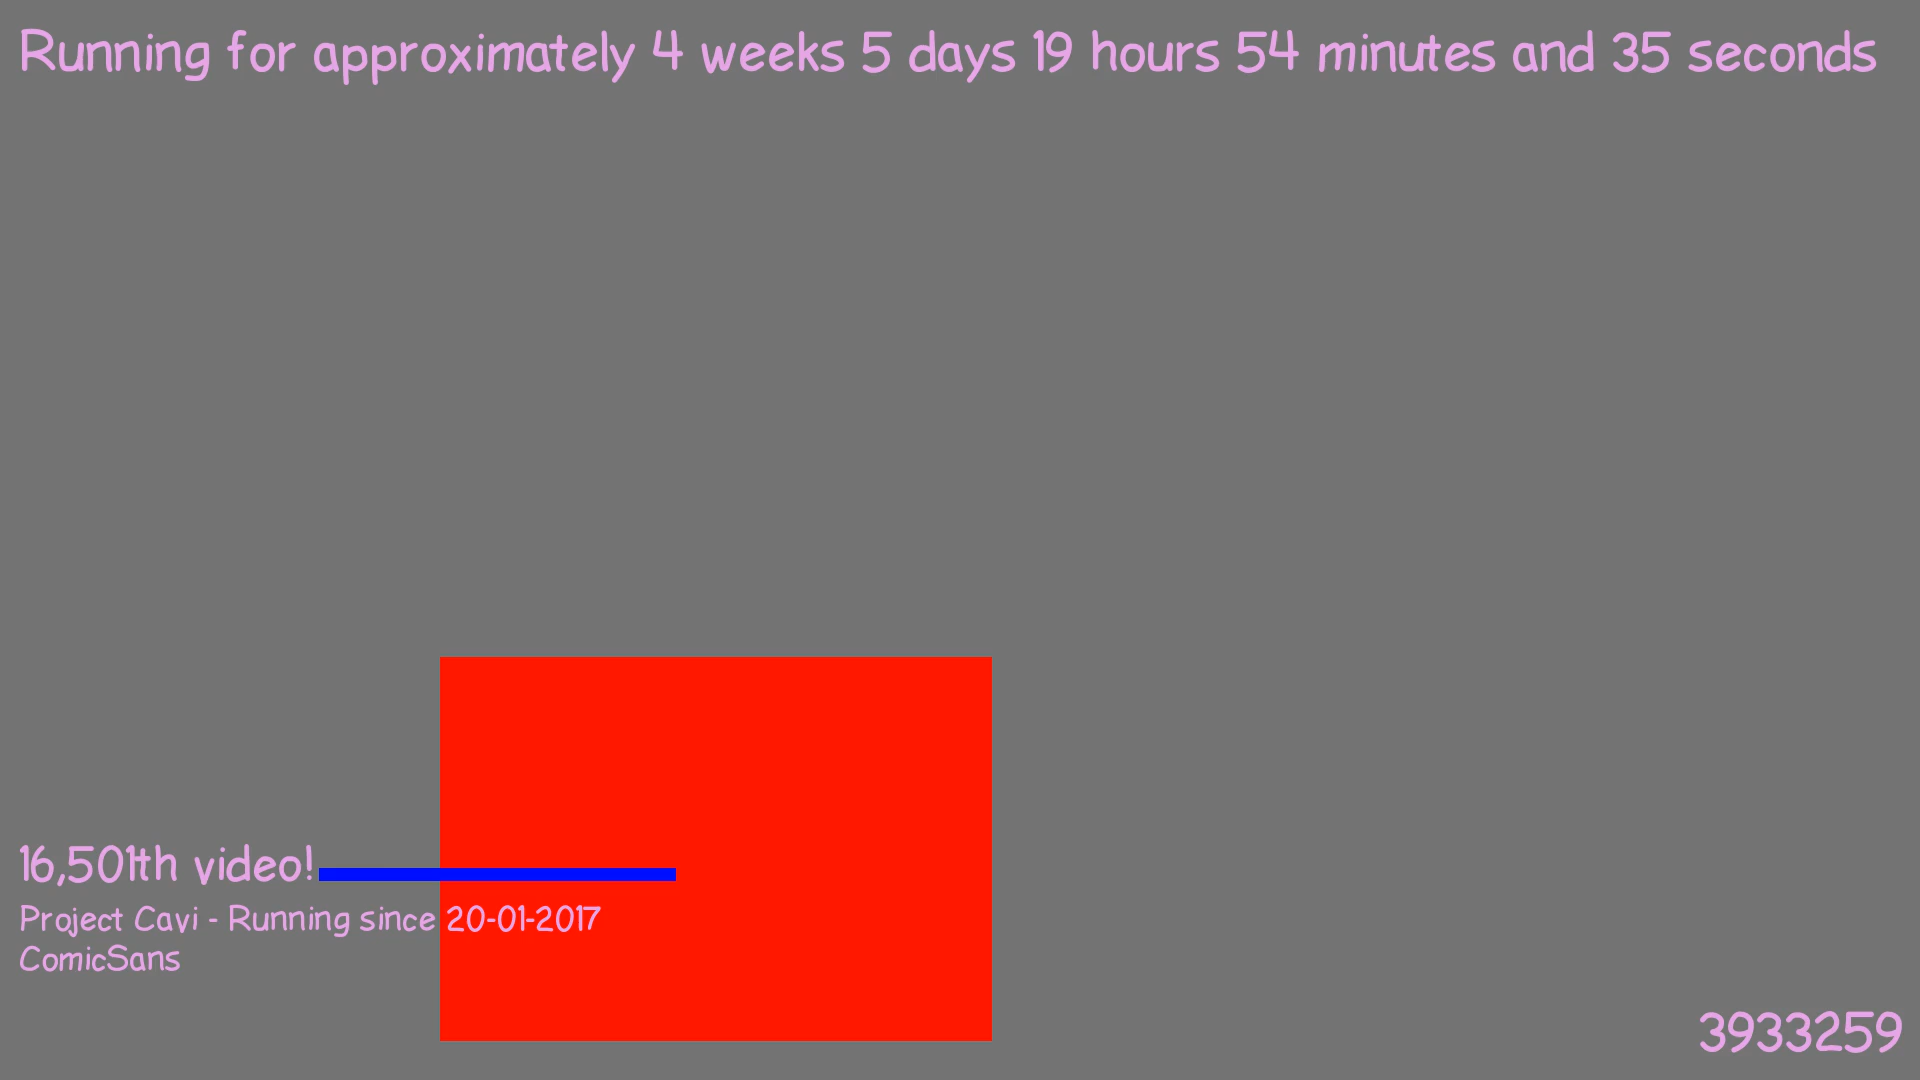 Running for approximately 4 weeks 5 days 19 hours 54 minutes and 35 seconds
16,501th video!
Project Cavi - Running since 20-01-2017
ComicSans
3933259